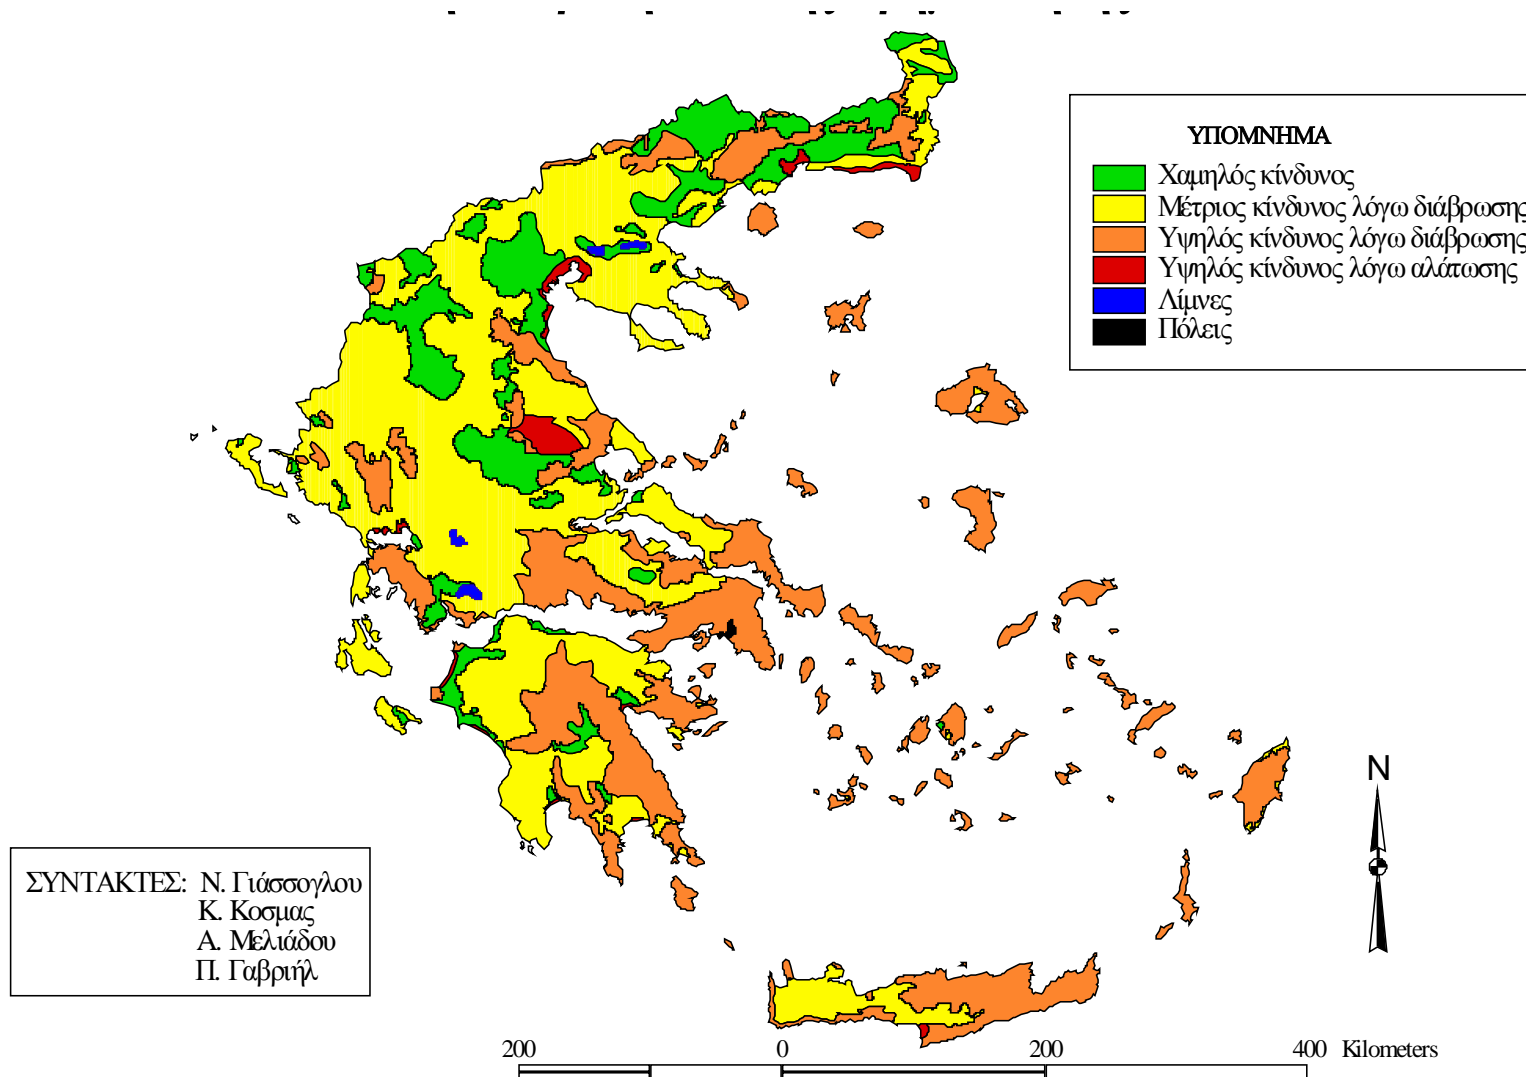 ΥΠΟΜΝΗΜΑ
Χαμηλός κίνδυνος
Μέτριος κίνδυνος λόγω διάβρωσης
Υψηλός κίνδυνος λόγω διάβρωσης
Υψηλός κίνδυνος λόγω αλάτωσης
Λίμνες
Πόλεις
N
ΣΥΝΤΑΚΤΕΣ: Ν. Γιάσσογλου
Κ. Κοσμας
Α. Μελιάδου
Π. Γαβριήλ
200 0 200 400 Kilometers